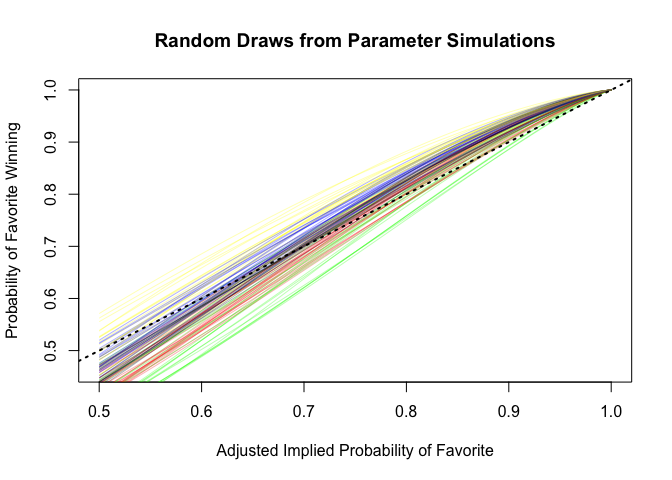 Random Draws from Parameter Simulations
Probability of Favorite Winning
1.0
0.9
0.8
0.7
0.6
0.5
0.5 0.6 0.7 0.8 0.9 1.0
Adjusted Implied Probability of Favorite